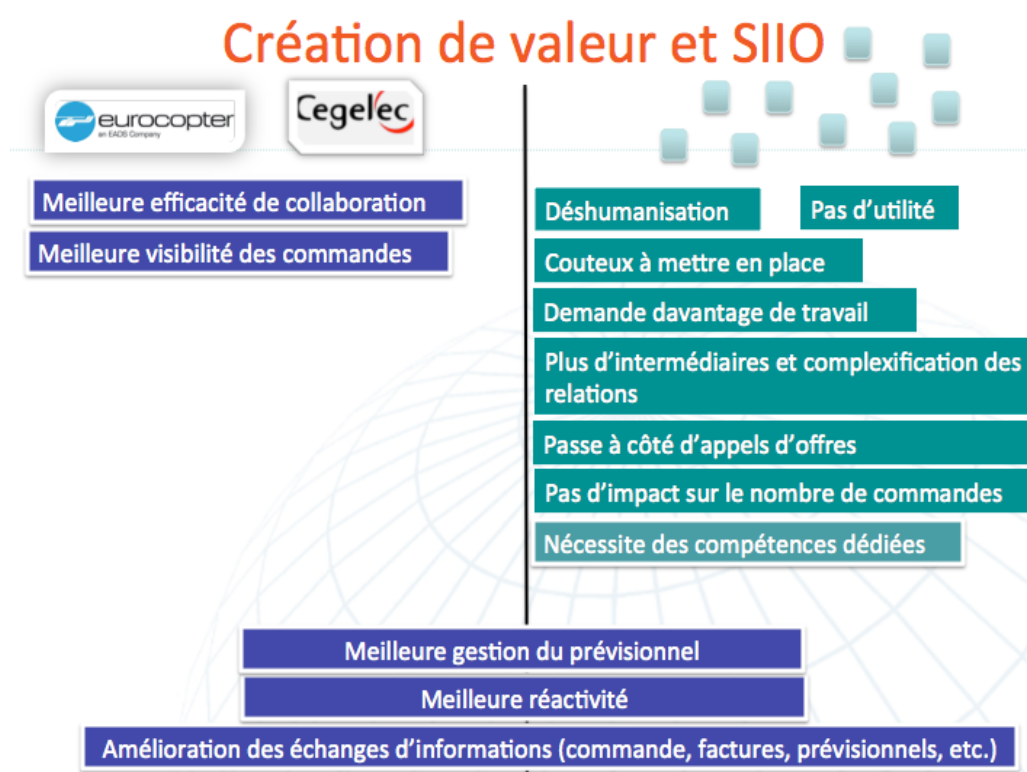 Création de valeur et SIIO
eurocopter
an EADS Company
Cegelec
Meilleure efficacité de collaboration
Meilleure visibilité des commandes
Déshumanisation
Pas d'utilité
Couteux à mettre en place
Demande davantage de travail
Plus d'intermédiaires et complexification des
relations
Passe à côté d'appels d'offres
Pas d'impact sur le nombre de commandes
Nécessite des compétences dédiées
Meilleure gestion du prévisionnel
Meilleure réactivité
Amélioration des échanges d'informations (commande, factures, prévisionnels, etc.)